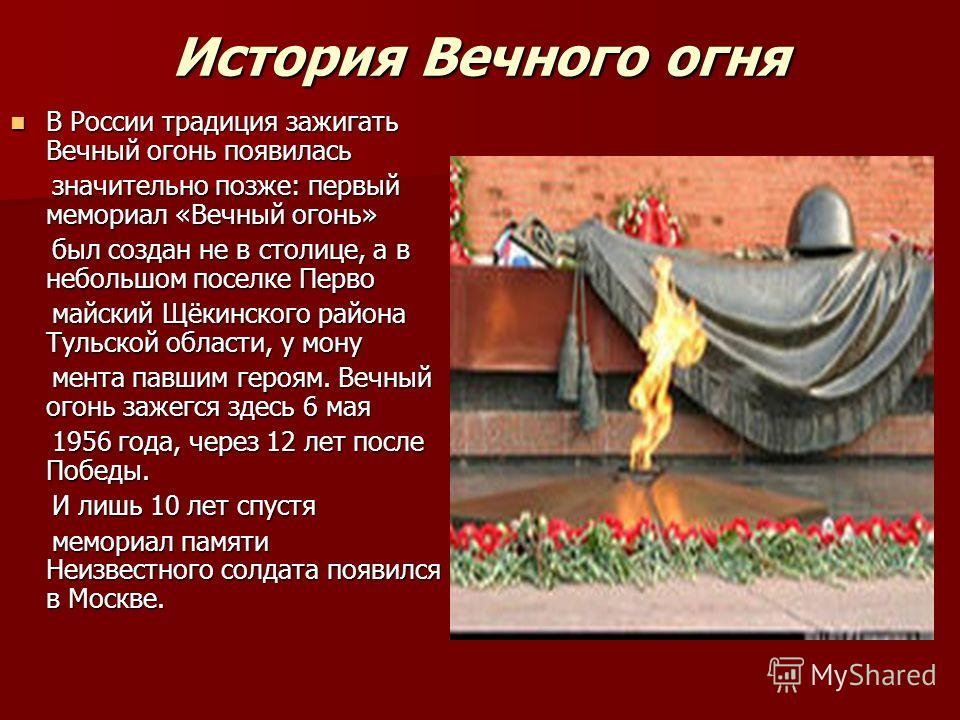 История Вечного огня
В России традиция зажигать
Вечный огонь появилась
значительно позже: первый
мемориал «Вечный огонь»
был создан не в столице, а в
небольшом поселке Перво
майский Щёкинского района
Тульской области, у мону
мента павшим героям. Вечный
огонь зажегся здесь 6 мая
1956 года, через 12 лет после
Победы.
И лишь 10 лет спустя
мемориал памяти
Неизвестного солдата появился
в Москве.
MyShared